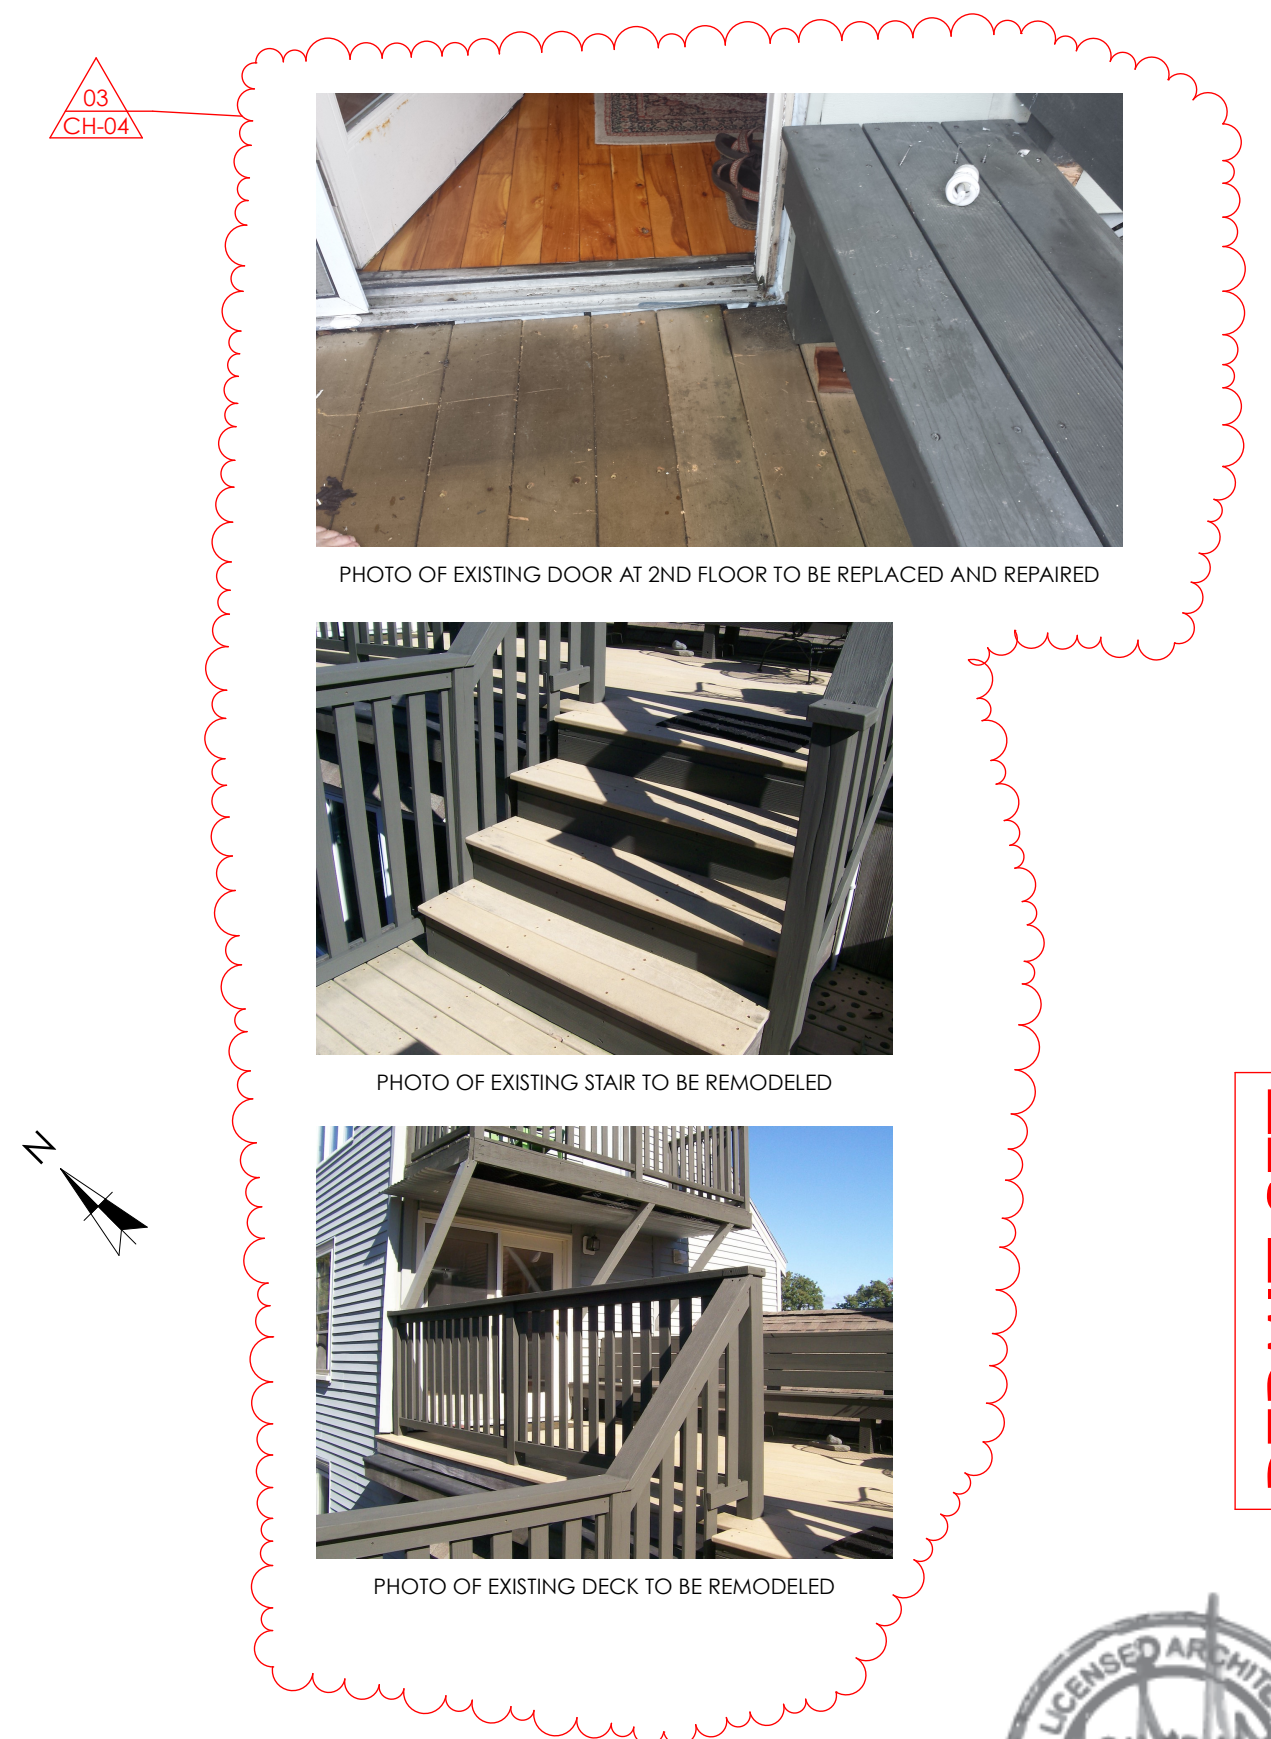 03
CH-04
PHOTO OF EXISTING DOOR AT 2ND FLOOR TO BE REPLACED AND REPAIRED
PHOTO OF EXISTING STAIR TO BE REMODELED
N
PHOTO OF EXISTING DECK TO BE REMODELED
LICENSED